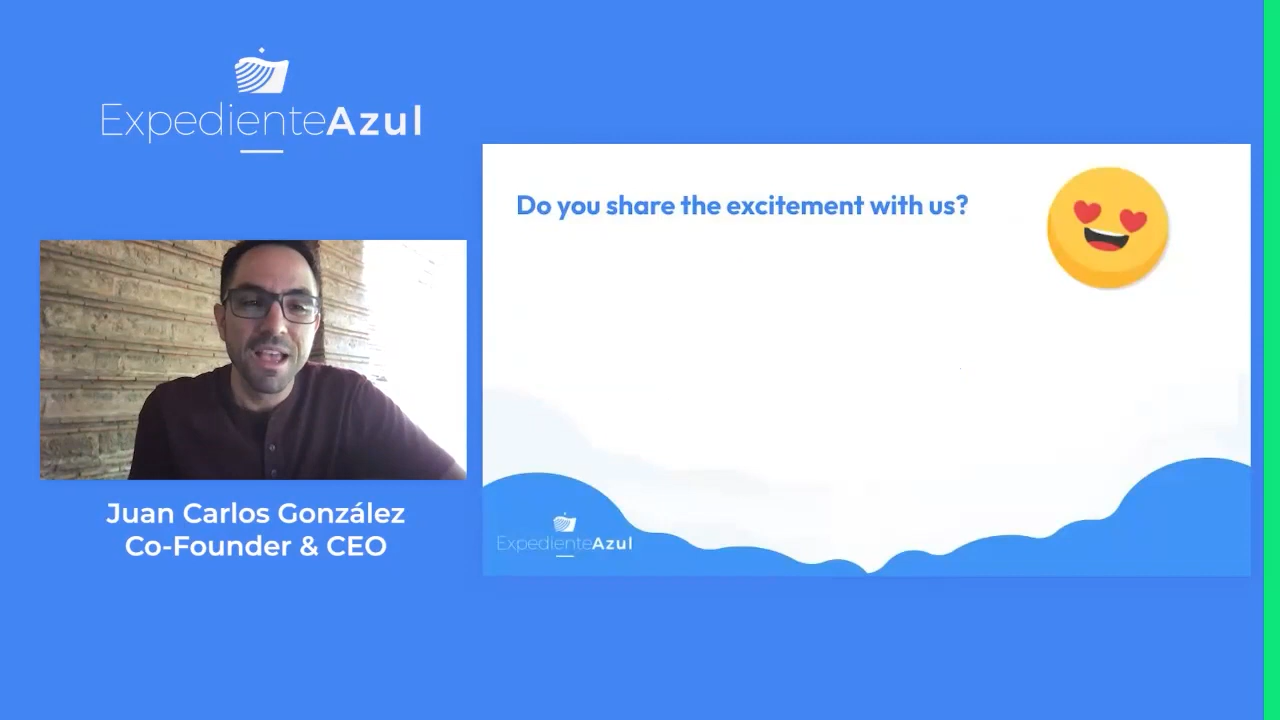 ExpedienteAzul
Do you share the excitement with us?
Juan Carlos González
Co-Founder & CEO
ExpedienteAzul